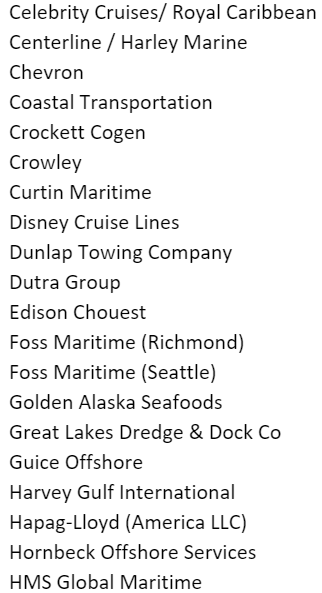 Celebrity Cruises/ Royal Caribbean
Centerline / Harley Marine
Chevron
Coastal Transportation
Crockett Cogen
Crowley
Curtin Maritime
Disney Cruise Lines
Dunlap Towing Company
Dutra Group
Edison Chouest
Foss Maritime (Richmond)
Foss Maritime (Seattle)
Golden Alaska Seafoods
Great Lakes Dredge & Dock Co
Guice Offshore
Harvey Gulf International
Hapag-Lloyd (America LLC)
Hornbeck Offshore Services
HMS Global Maritime